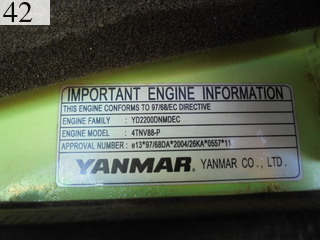 42
IMPORTANT ENGINE INFORMATION
THIS ENGINE CONFORMS TO 97/68/EC DIRECTIVE
ENGINE FAMILY : YD2200DNMDEC
ENGINE MODEL : 4TNV88-P
APPROVAL NUMBER : e13*97/68DA*2004/26KA*0557*11
YANMAR YANMAR CO., LTD.